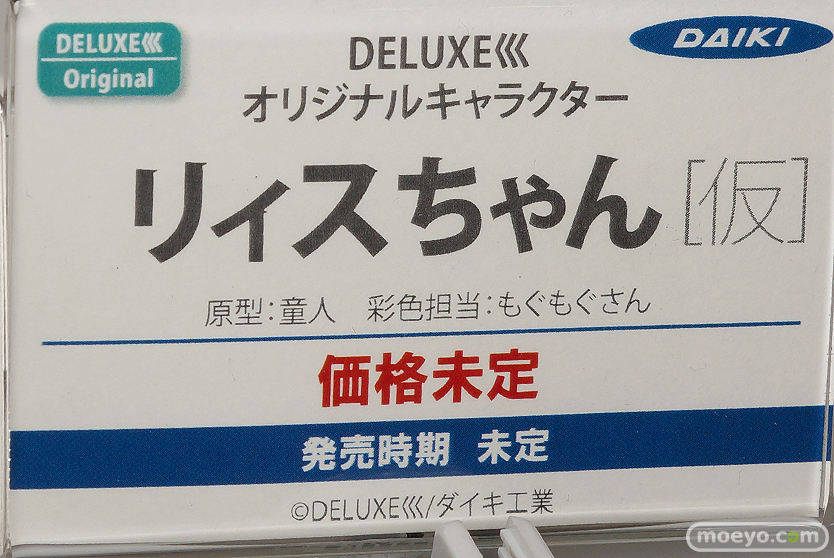 DELUXE
Original
DAIKI
DELUXE
オリジナルキャラクター
リィスちゃん[仮]
原型：童人　彩色担当：もぐもぐさん
価格未定
発売時期　未定
©DELUXE/ダイキ工業
moeyo.com